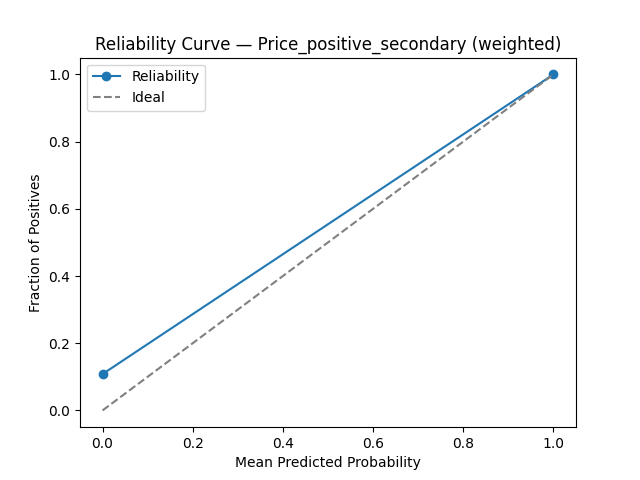 Reliability Curve — Price_positive_secondary (weighted)
Reliability
Ideal
1.0
0.8
0.6
0.4
0.2
0.0
Fraction of Positives
0.0 0.2 0.4 0.6 0.8 1.0
Mean Predicted Probability